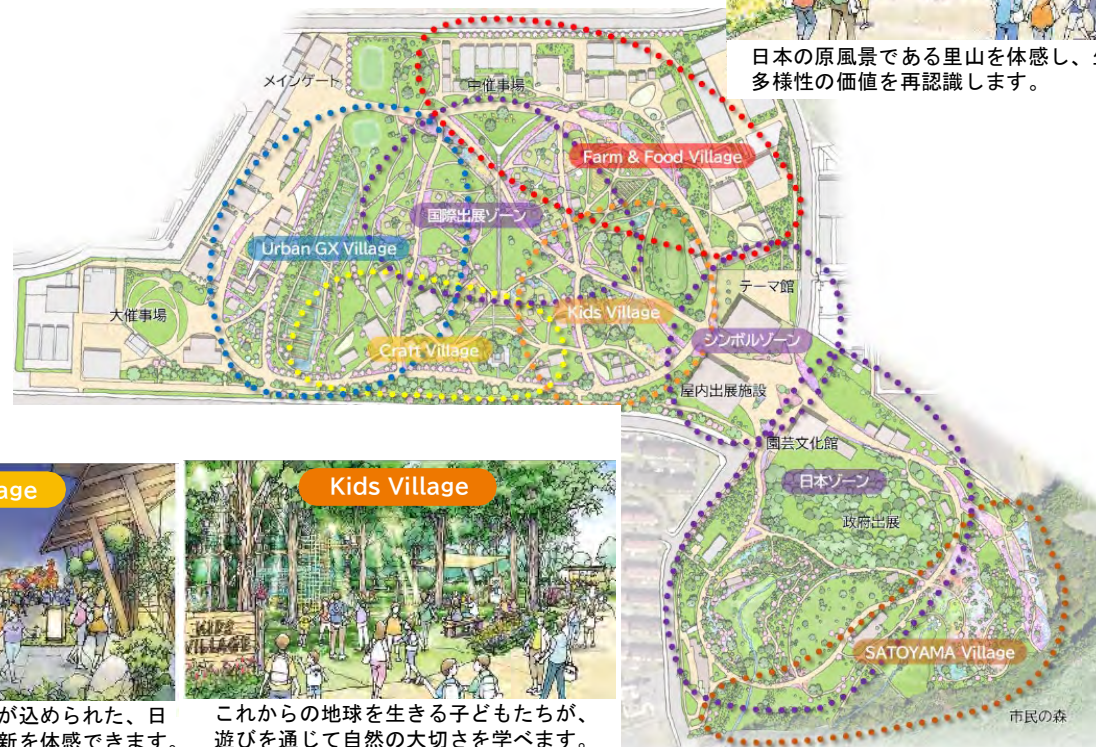 日本の原風景である里山を体感し、
多様性の価値を再認識します。
メインゲート
中催事場
Farm & Food Village
国際出展ゾーン
Urban GX Village
テーマ館
大催事場
Kids Village
シンボルゾーン
Craft Village
屋内出展施設
園芸文化館
日本ゾーン
政府出展
SATOYAMA Village
市民の森
age
Kids Village
KIDS
VILLAGE
が込められた、日
新を体感できます。
これからの地球を生きる子どもたちが、
遊びを通じて自然の大切さを学べます。